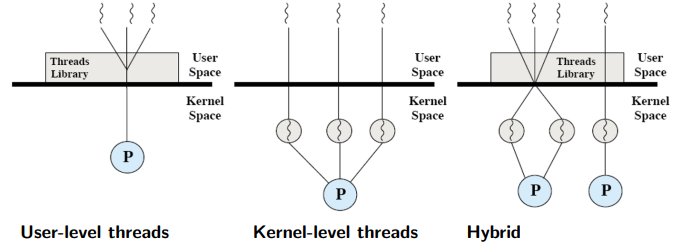 Threads
Library
User
Space
Kernel
Space
P
User-level threads
User
Space
Kernel
Space
P
Kernel-level threads
Threads
Library
User
Space
Kernel
Space
P
P
Hybrid